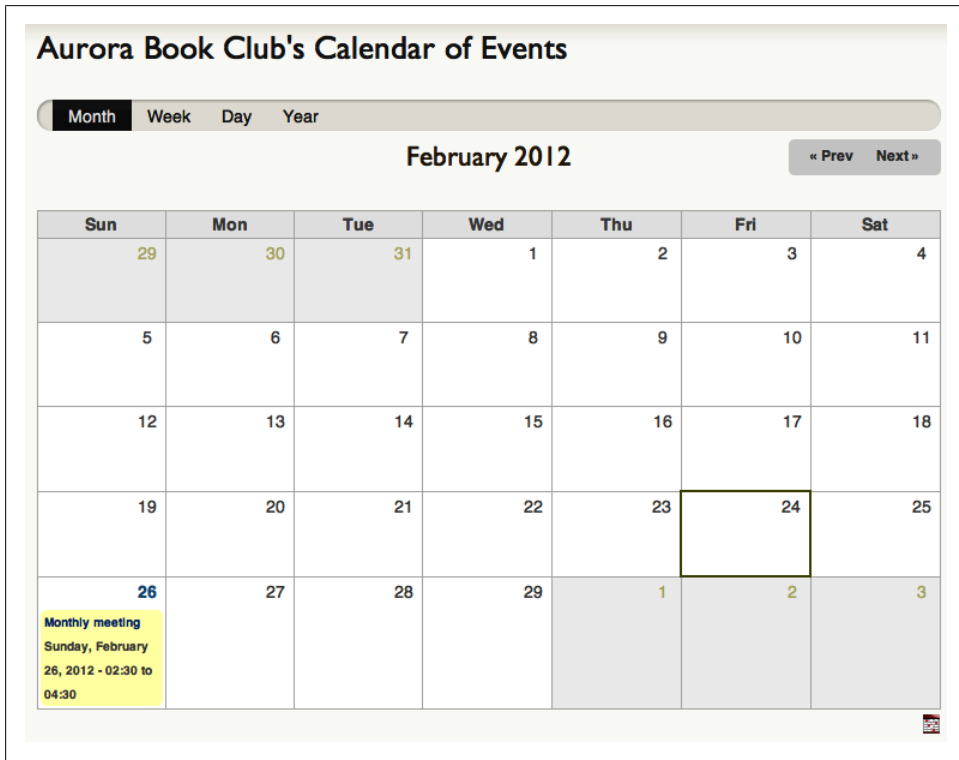 Aurora Book Club's Calendar of Events
Month Week Day Year
February 2012
« Prev Next »
Sun Mon Tue Wed Thu Fri Sat
29 30 31 1 2 3 4
5 6 7 8 9 10 11
12 13 14 15 16 17 18
19 20 21 22 23 24 25
26 27 28 29 1 2 3
Monthly meeting
Sunday, February
26, 2012 - 02:30 to
04:30